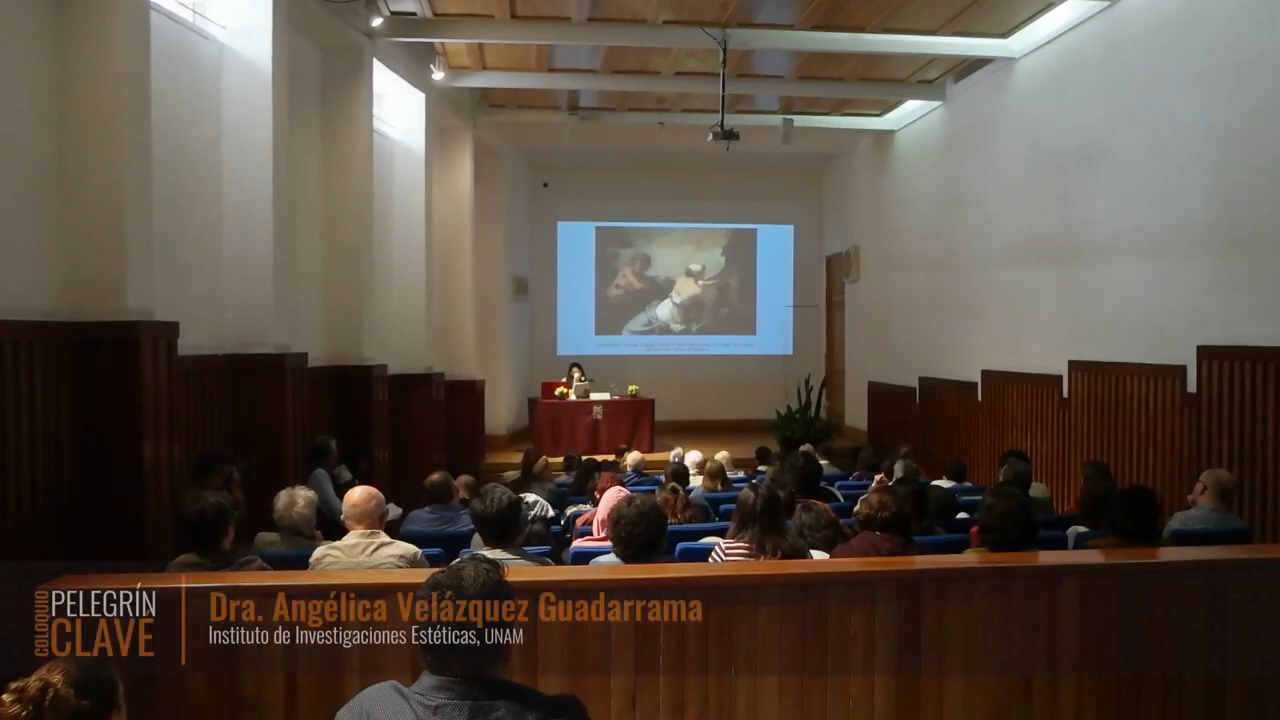 COLOQUIO
PELEGRÍN
CLAVE
Dra. Angélica Velázquez Guadarrama
Instituto de Investigaciones Estéticas, UNAM